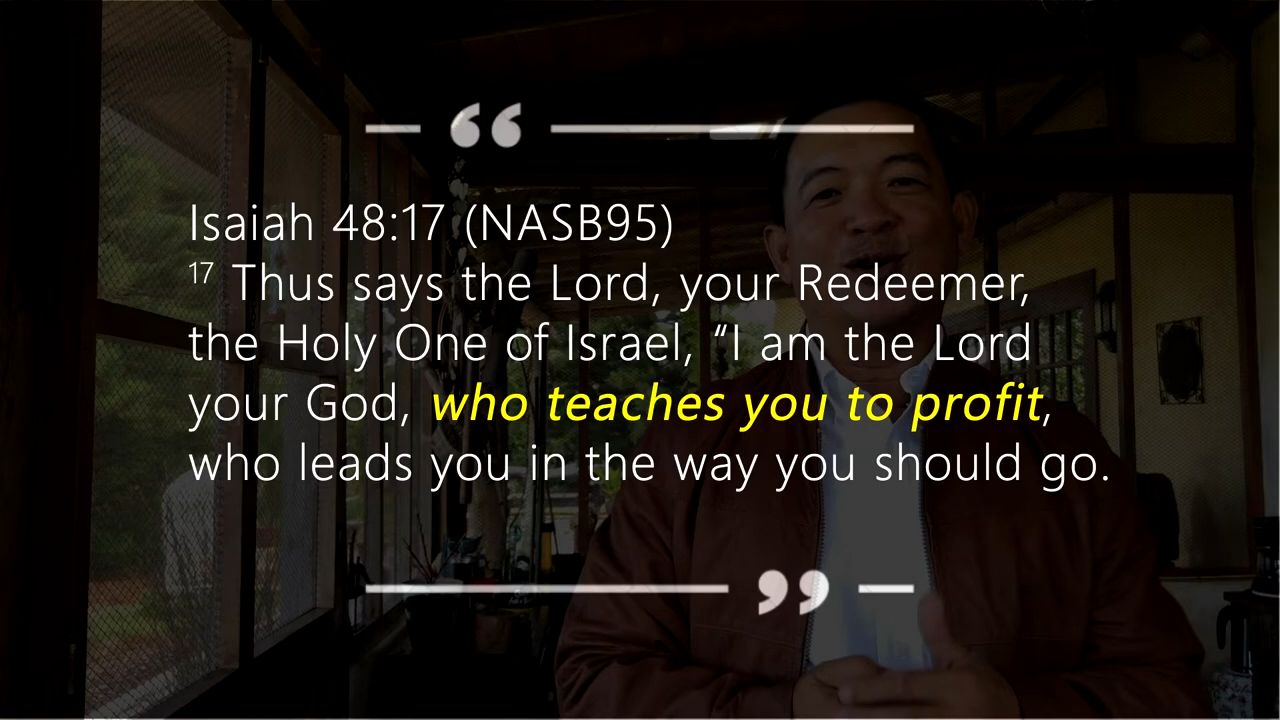 Isaiah 48:17 (NASB95)
17 Thus says the Lord, your Redeemer,
the Holy One of Israel, “I am the Lord
your God, who teaches you to profit,
who leads you in the way you should go.